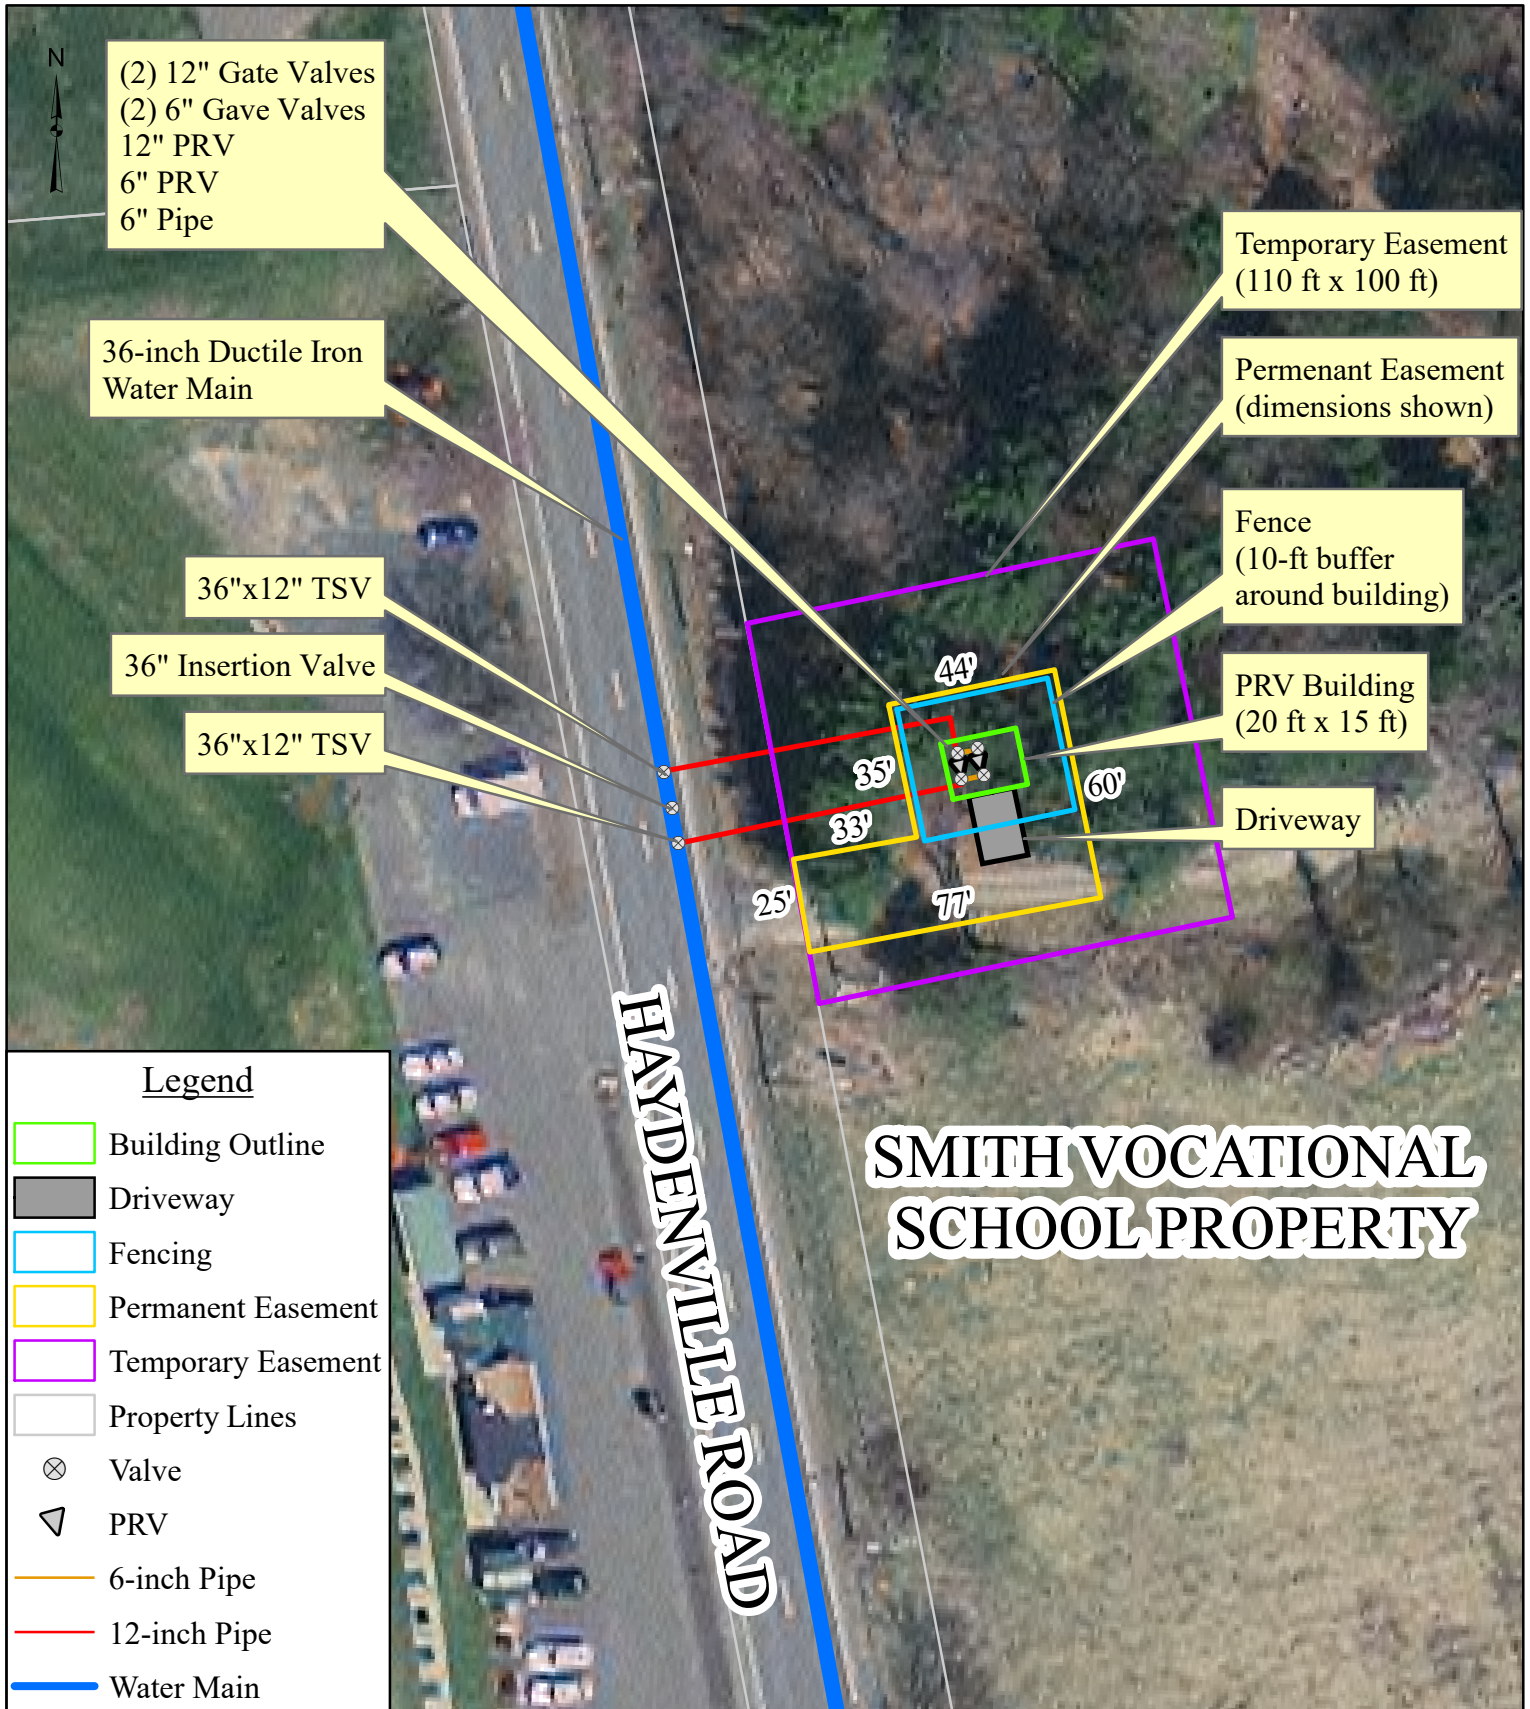 N
(2) 12" Gate Valves
(2) 6" Gave Valves
12" PRV
6" PRV
6" Pipe
36-inch Ductile Iron
Water Main
36"x12" TSV
36" Insertion Valve
36"x12" TSV
Temporary Easement
(110 ft x 100 ft)
Permenant Easement
(dimensions shown)
Fence
(10-ft buffer
around building)
PRV Building
(20 ft x 15 ft)
Driveway
44'
35'
60'
33'
25'
77'
HAYDENVILLE ROAD
SMITH VOCATIONAL
SCHOOL PROPERTY
Legend
Building Outline
Driveway
Fencing
Permanent Easement
Temporary Easement
Property Lines
Valve
PRV
6-inch Pipe
12-inch Pipe
Water Main